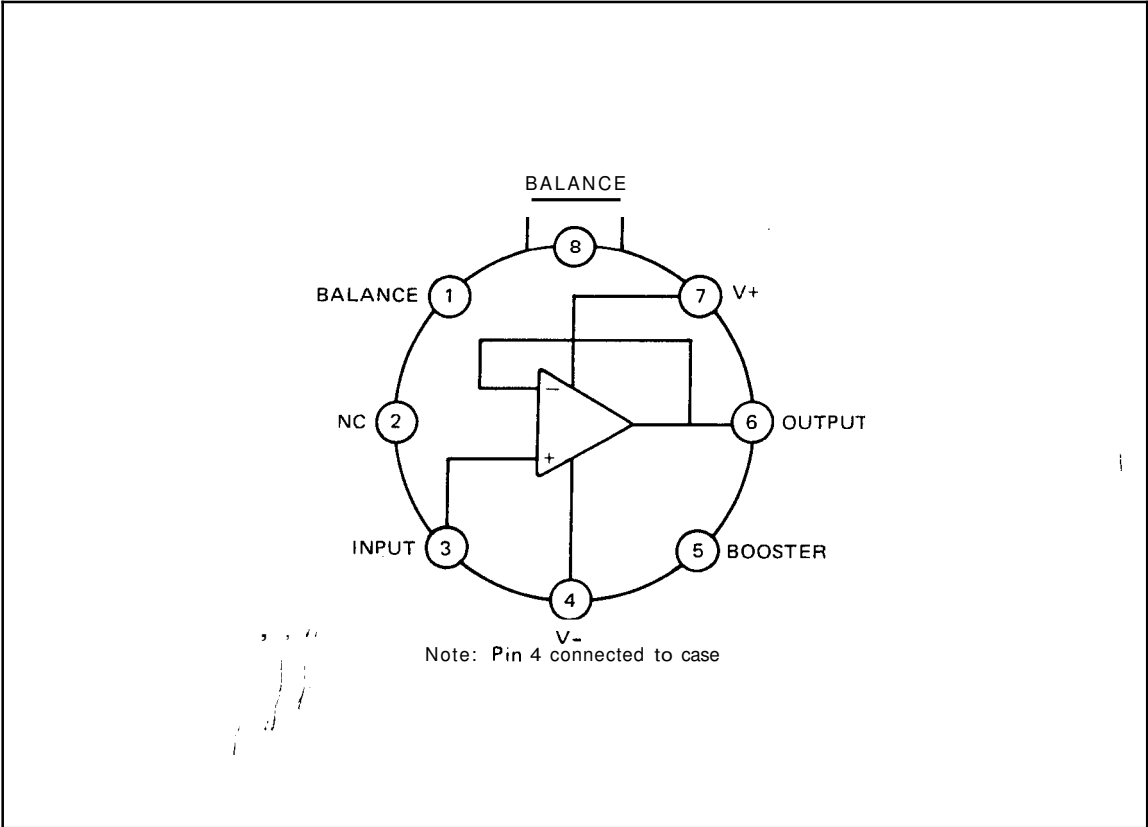 BALANCE
8
BALANCE 1
7 V+
NC 2
−
+
6 OUTPUT
INPUT 3
5 BOOSTER
4
V−
Note: Pin 4 connected to case